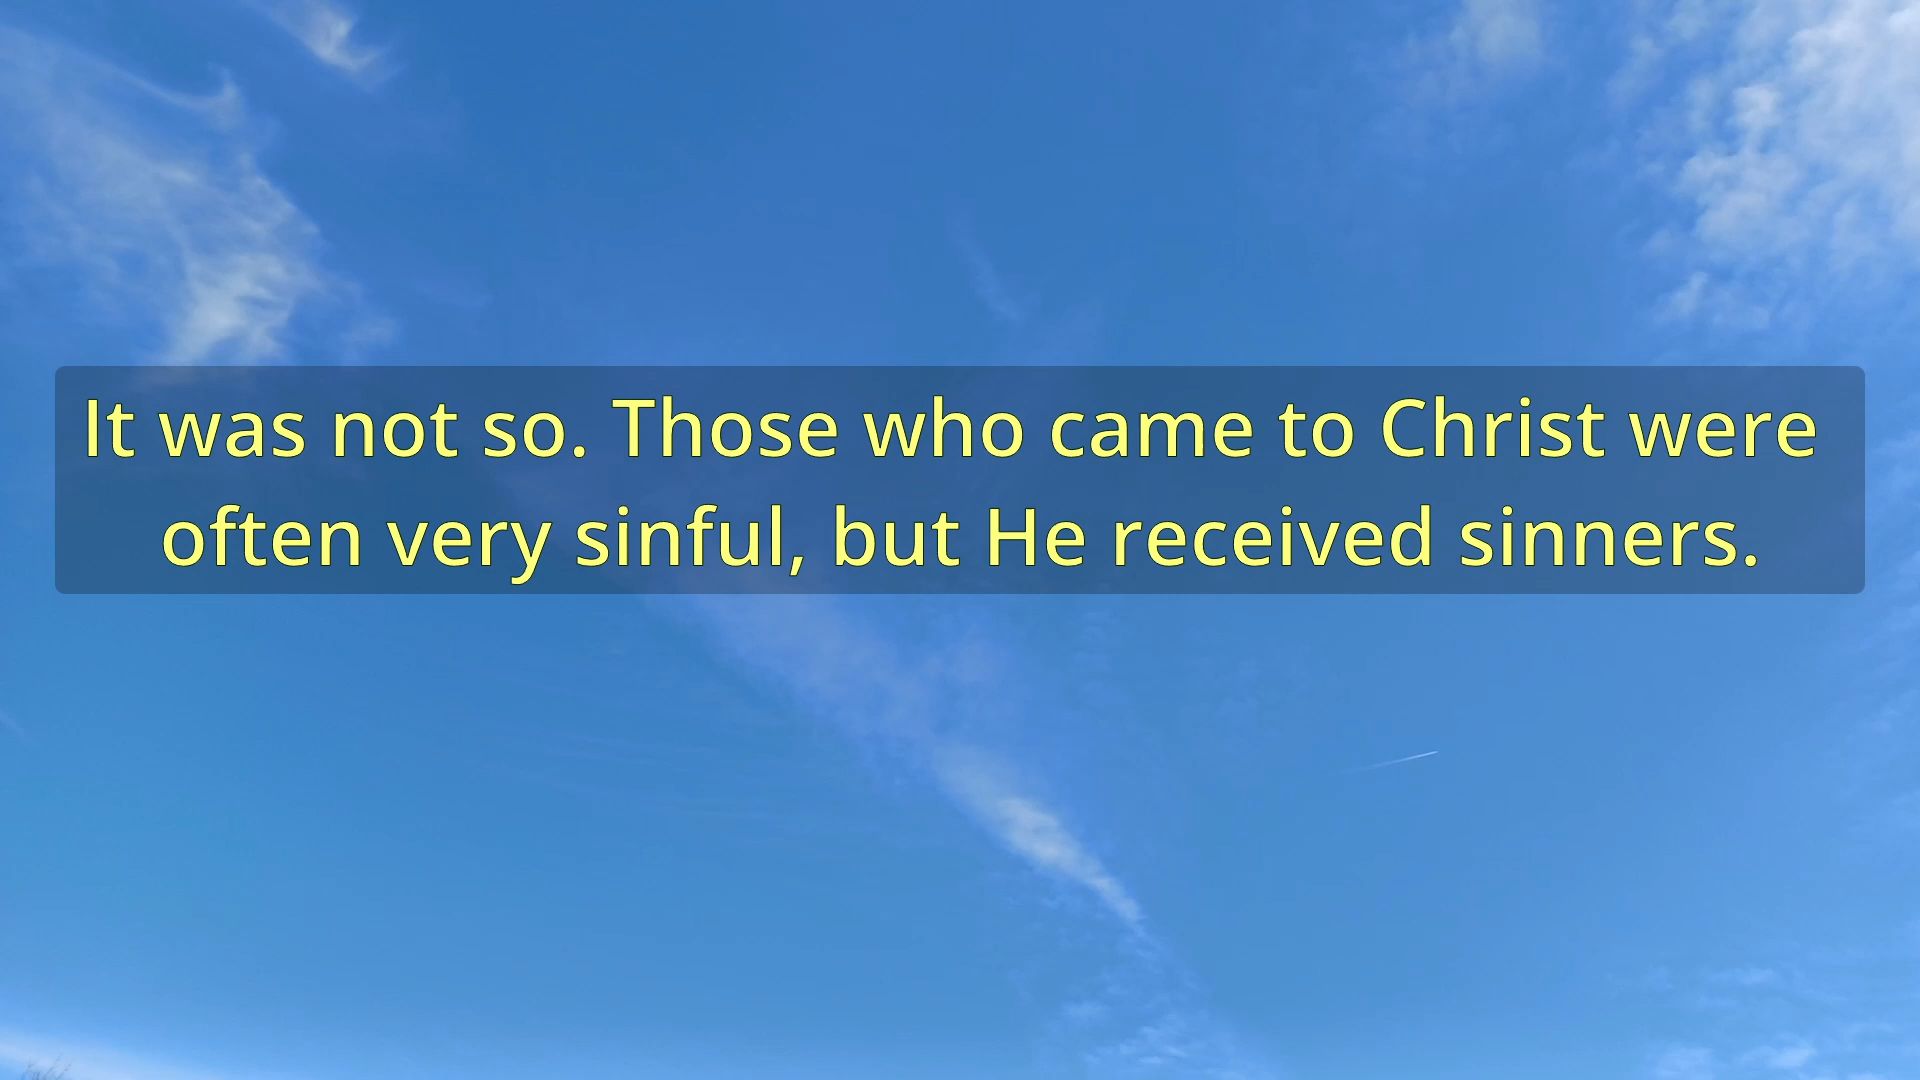 It was not so. Those who came to Christ were
often very sinful, but He received sinners.